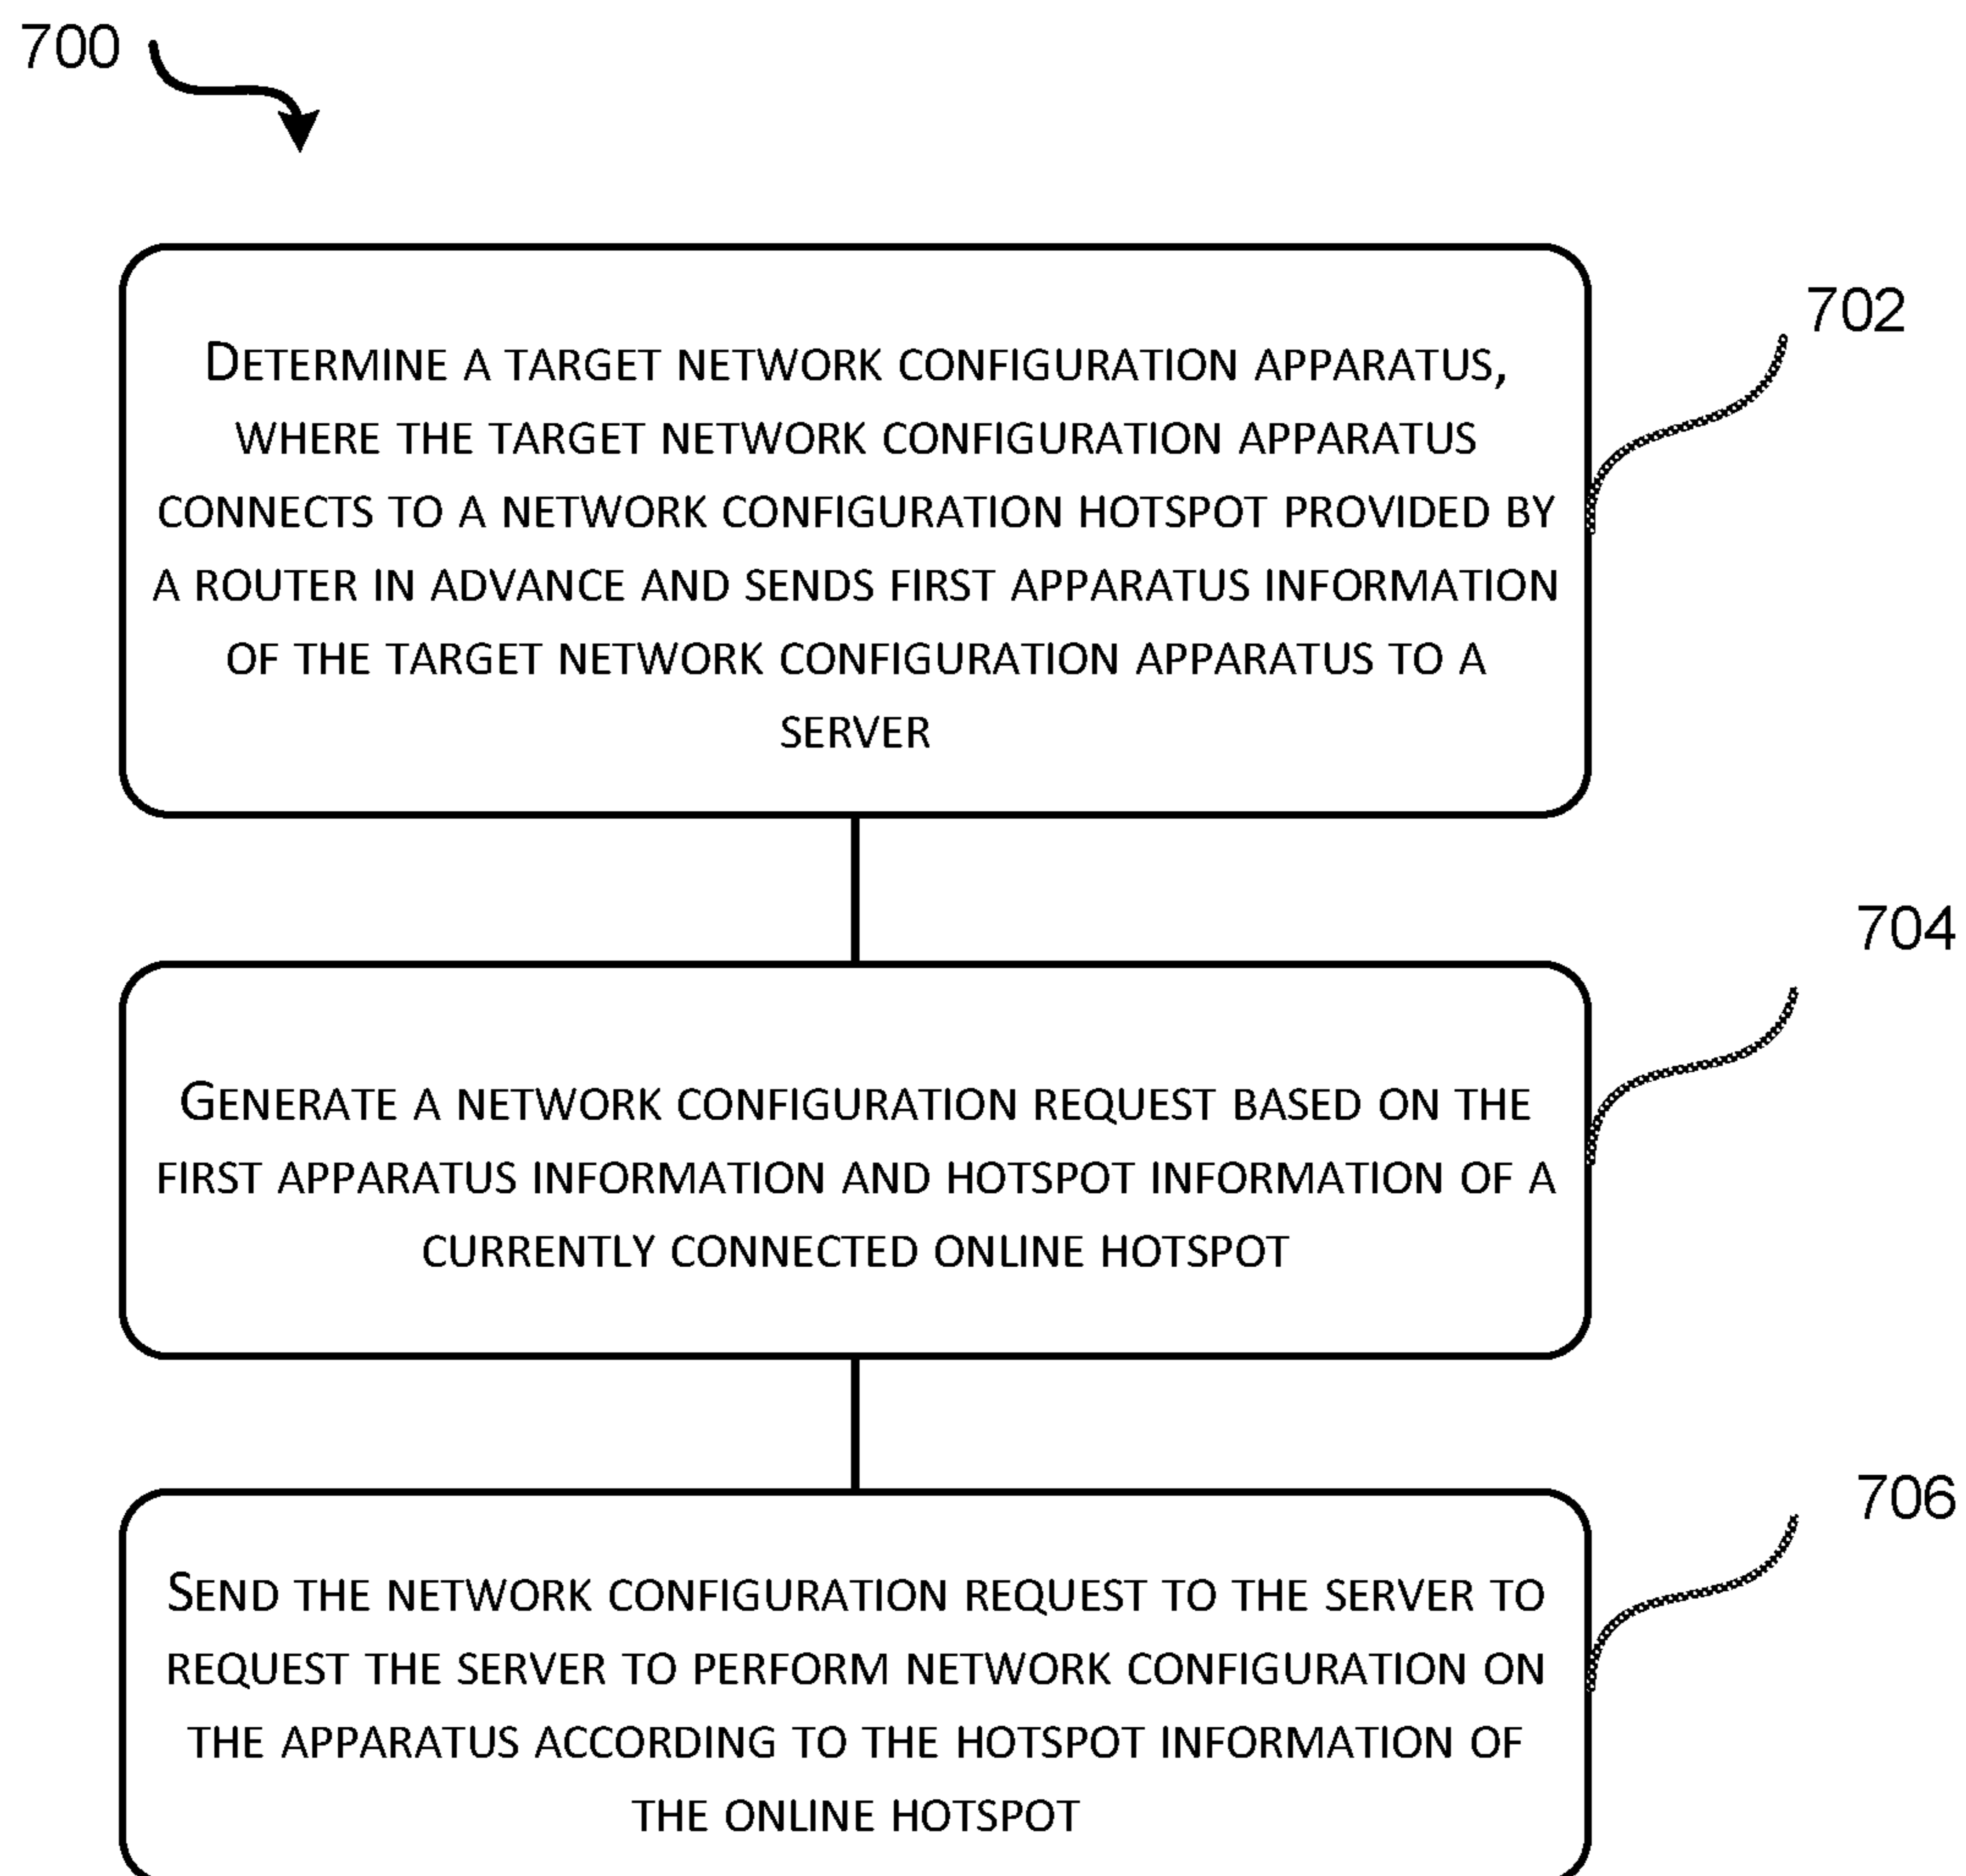 700
702
DETERMINE A TARGET NETWORK CONFIGURATION APPARATUS,
WHERE THE TARGET NETWORK CONFIGURATION APPARATUS
CONNECTS TO A NETWORK CONFIGURATION HOTSPOT PROVIDED BY
A ROUTER IN ADVANCE AND SENDS FIRST APPARATUS INFORMATION
OF THE TARGET NETWORK CONFIGURATION APPARATUS TO A
SERVER
704
GENERATE A NETWORK CONFIGURATION REQUEST BASED ON THE
FIRST APPARATUS INFORMATION AND HOTSPOT INFORMATION OF A
CURRENTLY CONNECTED ONLINE HOTSPOT
706
SEND THE NETWORK CONFIGURATION REQUEST TO THE SERVER TO
REQUEST THE SERVER TO PERFORM NETWORK CONFIGURATION ON
THE APPARATUS ACCORDING TO THE HOTSPOT INFORMATION OF
THE ONLINE HOTSPOT